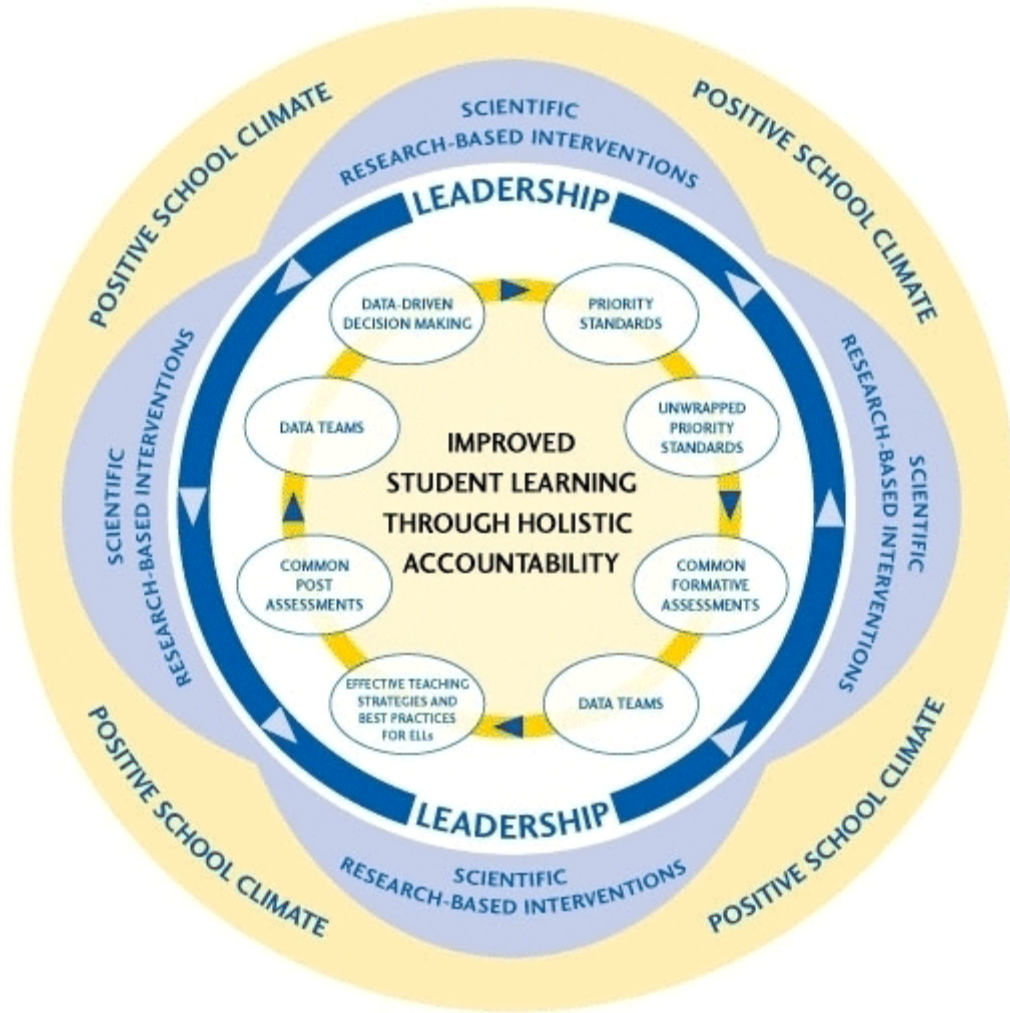 POSITIVE SCHOOL CLIMATE
POSITIVE SCHOOL CLIMATE
SCIENTIFIC
RESEARCH-BASED INTERVENTIONS
LEADERSHIP
DATA-DRIVEN
DECISION MAKING
PRIORITY
STANDARDS
SCIENTIFIC
RESEARCH-BASED INTERVENTIONS
DATA TEAMS
UNWRAPPED
PRIORITY
STANDARDS
SCIENTIFIC
RESEARCH-BASED INTERVENTIONS
IMPROVED
STUDENT LEARNING
THROUGH HOLISTIC
ACCOUNTABILITY
COMMON
POST
ASSESSMENTS
COMMON
FORMATIVE
ASSESSMENTS
EFFECTIVE TEACHING
STRATEGIES AND
BEST PRACTICES
FOR ELLs
DATA TEAMS
LEADERSHIP
SCIENTIFIC
RESEARCH-BASED INTERVENTIONS
POSITIVE SCHOOL CLIMATE
POSITIVE SCHOOL CLIMATE